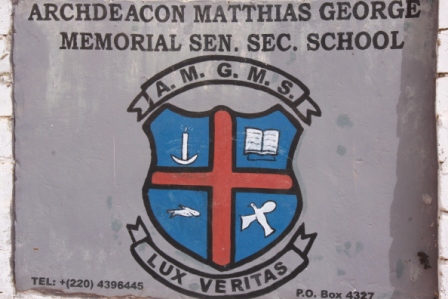 ARCHDEACON MATTHIAS GEORGE
MEMORIAL SEN. SEC. SCHOOL
A. M. G. M. S.
LUX VERITAS
TEL: +(220) 4396445
P.O. Box 4327